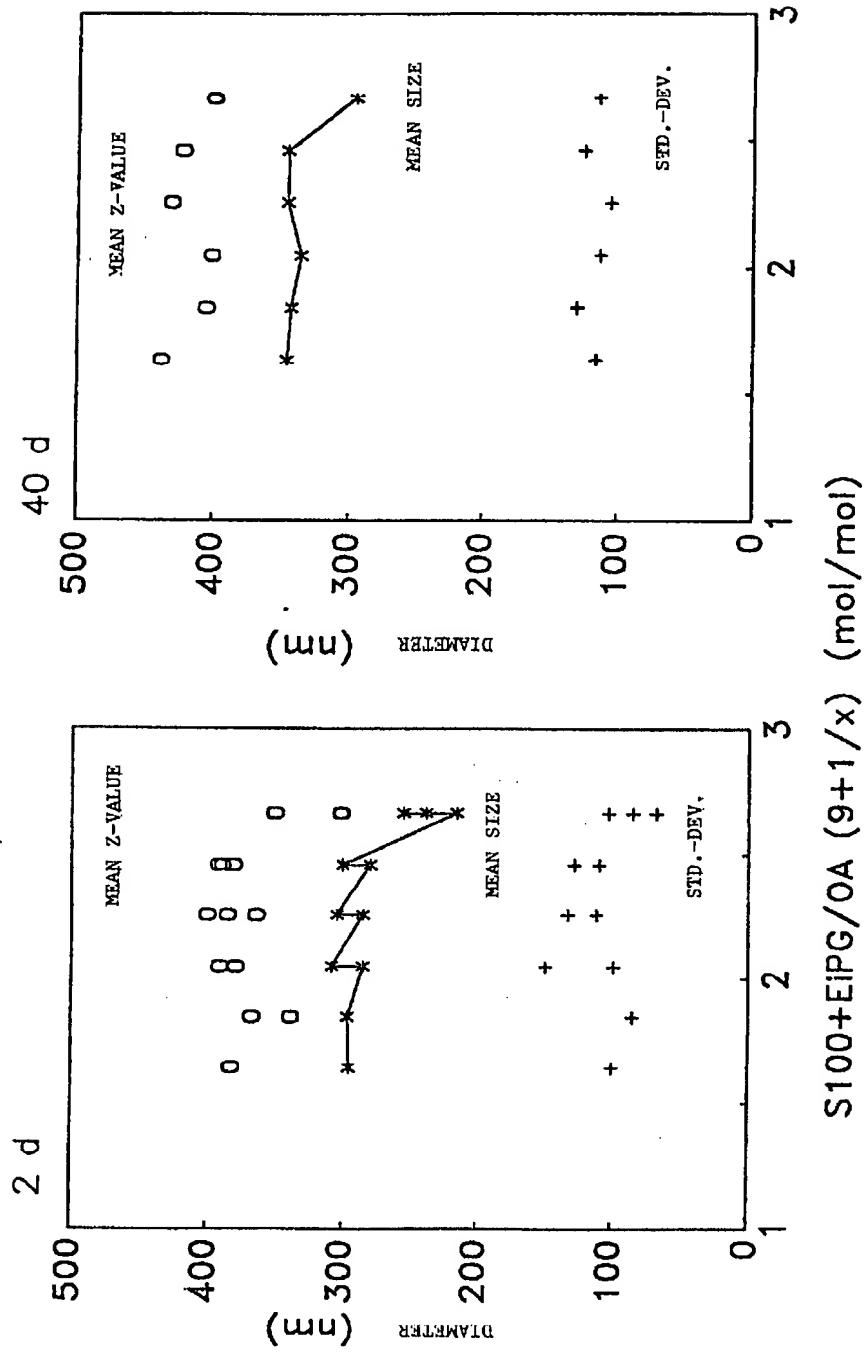 2 d
500
400
300
200
100
0
(nm)
DIAMETER
MEAN Z-VALUE
MEAN SIZE
STD.-DEV.
1
2
3
40 d
500
400
300
200
100
0
(nm)
DIAMETER
MEAN Z-VALUE
MEAN SIZE
STD.-DEV.
1
2
3
S100+EiPG/OA (9+1/x) (mol/mol)